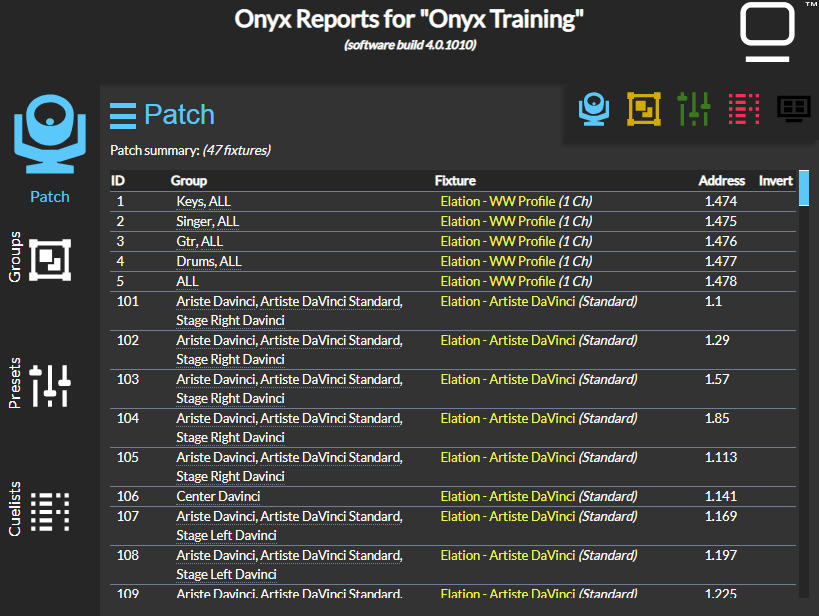 Onyx Reports for "Onyx Training"
(software build 4.0.1010)
TM
Patch
Patch summary: (47 fixtures)
Patch
Groups
Presets
Cuelists
ID Group Fixture Address Invert
1 Keys, ALL Elation - WW Profile (1 Ch) 1.474
2 Singer, ALL Elation - WW Profile (1 Ch) 1.475
3 Gtr, ALL Elation - WW Profile (1 Ch) 1.476
4 Drums, ALL Elation - WW Profile (1 Ch) 1.477
5 ALL Elation - WW Profile (1 Ch) 1.478
101 Ariste Davinci, Artiste DaVinci Standard, Elation - Artiste DaVinci (Standard) 1.1
Stage Right Davinci
102 Ariste Davinci, Artiste DaVinci Standard, Elation - Artiste DaVinci (Standard) 1.29
Stage Right Davinci
103 Ariste Davinci, Artiste DaVinci Standard, Elation - Artiste DaVinci (Standard) 1.57
Stage Right Davinci
104 Ariste Davinci, Artiste DaVinci Standard, Elation - Artiste DaVinci (Standard) 1.85
Stage Right Davinci
105 Ariste Davinci, Artiste DaVinci Standard, Elation - Artiste DaVinci (Standard) 1.113
Stage Right Davinci
106 Center Davinci Elation - Artiste DaVinci (Standard) 1.141
107 Ariste Davinci, Artiste DaVinci Standard, Elation - Artiste DaVinci (Standard) 1.169
Stage Left Davinci
108 Ariste Davinci, Artiste DaVinci Standard, Elation - Artiste DaVinci (Standard) 1.197
Stage Left Davinci
109 Ariste Davinci, Artiste DaVinci Standard, Elation - Artiste DaVinci (Standard) 1.225